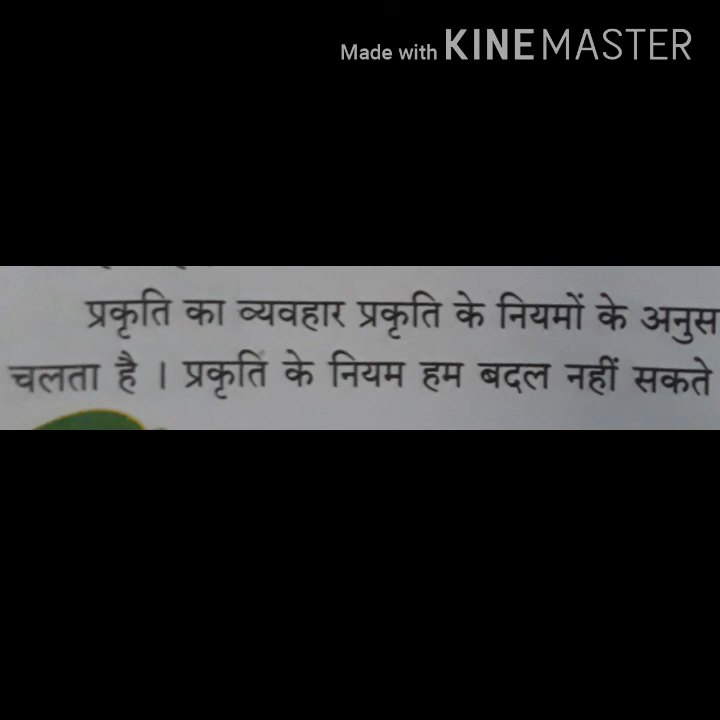 Made with KINEMASTER
प्रकृति का व्यवहार प्रकृति के नियमों के
चलता है । प्रकृति के नियम हम बदल नहीं सकते